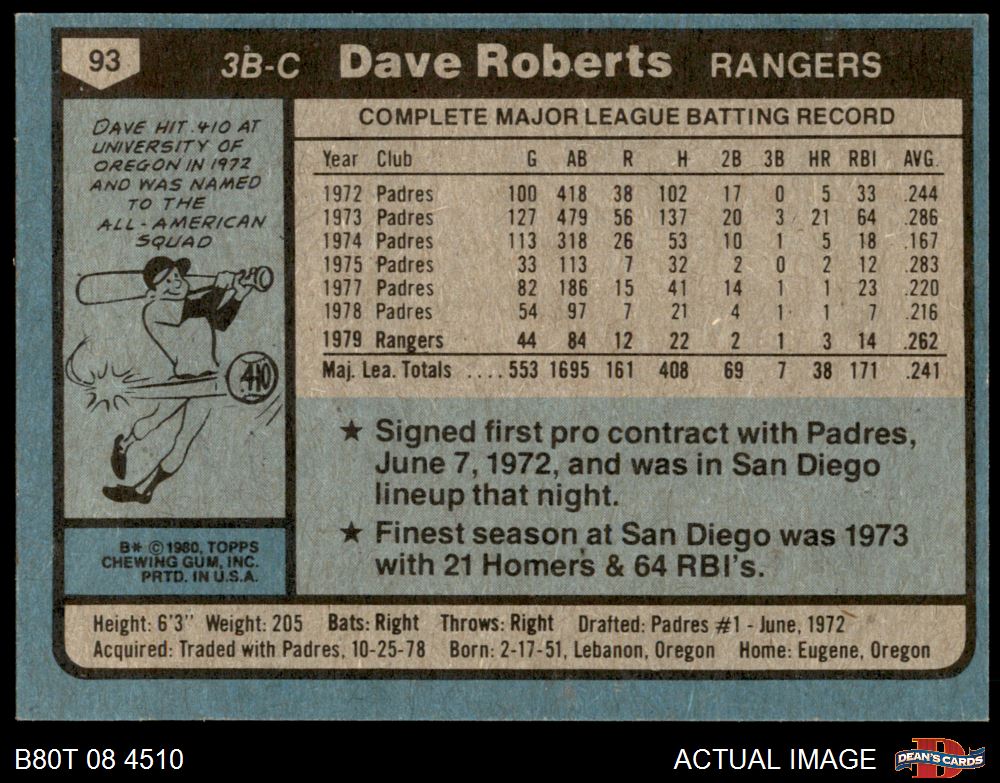 93 3B-C Dave Roberts RANGERS
DAVE HIT .410 AT
UNIVERSITY OF
OREGON IN 1972
AND WAS NAMED
TO THE
ALL-AMERICAN
SQUAD
.410
B* © 1980, TOPPS
CHEWING GUM, INC.
PRTD. IN U.S.A.
COMPLETE MAJOR LEAGUE BATTING RECORD
Year Club G AB R H 2B 3B HR RBI AVG.
1972 Padres 100 418 38 102 17 0 5 33 .244
1973 Padres 127 479 56 137 20 3 21 64 .286
1974 Padres 113 318 26 53 10 1 5 18 .167
1975 Padres 33 113 7 32 2 0 2 12 .283
1977 Padres 82 186 15 41 14 1 1 23 .220
1978 Padres 54 97 7 21 4 1 1 7 .216
1979 Rangers 44 84 12 22 2 1 3 14 .262
Maj. Lea. Totals .... 553 1695 161 408 69 7 38 171 .241
★ Signed first pro contract with Padres,
June 7, 1972, and was in San Diego
lineup that night.
★ Finest season at San Diego was 1973
with 21 Homers & 64 RBI's.
Height: 6'3" Weight: 205 Bats: Right Throws: Right Drafted: Padres #1 - June, 1972
Acquired: Traded with Padres, 10-25-78 Born: 2-17-51, Lebanon, Oregon Home: Eugene, Oregon
B80T 08 4510 ACTUAL IMAGE DEAN'S CARDS